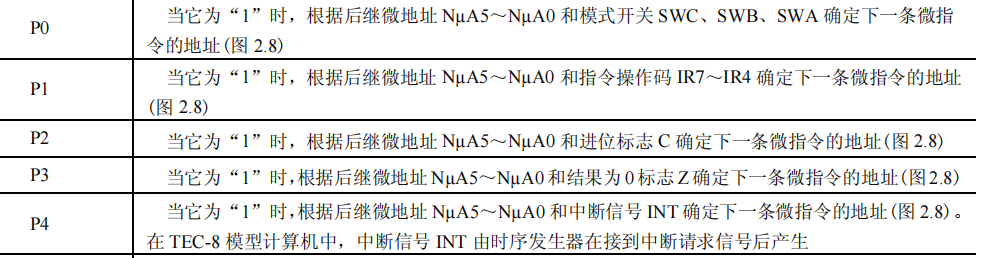 P0
当它为“1”时，根据后继微地址 NμA5～NμA0 和模式开关 SWC、SWB、SWA 确定下一条微指
令的地址(图 2.8)
P1
当它为“1”时，根据后继微地址 NμA5～NμA0 和指令操作码 IR7～IR4 确定下一条微指令的地址
(图 2.8)
P2
当它为“1”时，根据后继微地址 NμA5～NμA0 和进位标志 C 确定下一条微指令的地址(图 2.8)
P3
当它为“1”时,根据后继微地址 NμA5～NμA0 和结果为 0 标志 Z 确定下一条微指令的地址(图 2.8)
P4
当它为“1”时,根据后继微地址 NμA5～NμA0 和中断信号 INT 确定下一条微指令的地址(图 2.8)。
在 TEC-8 模型计算机中，中断信号 INT 由时序发生器在接到中断请求信号后产生